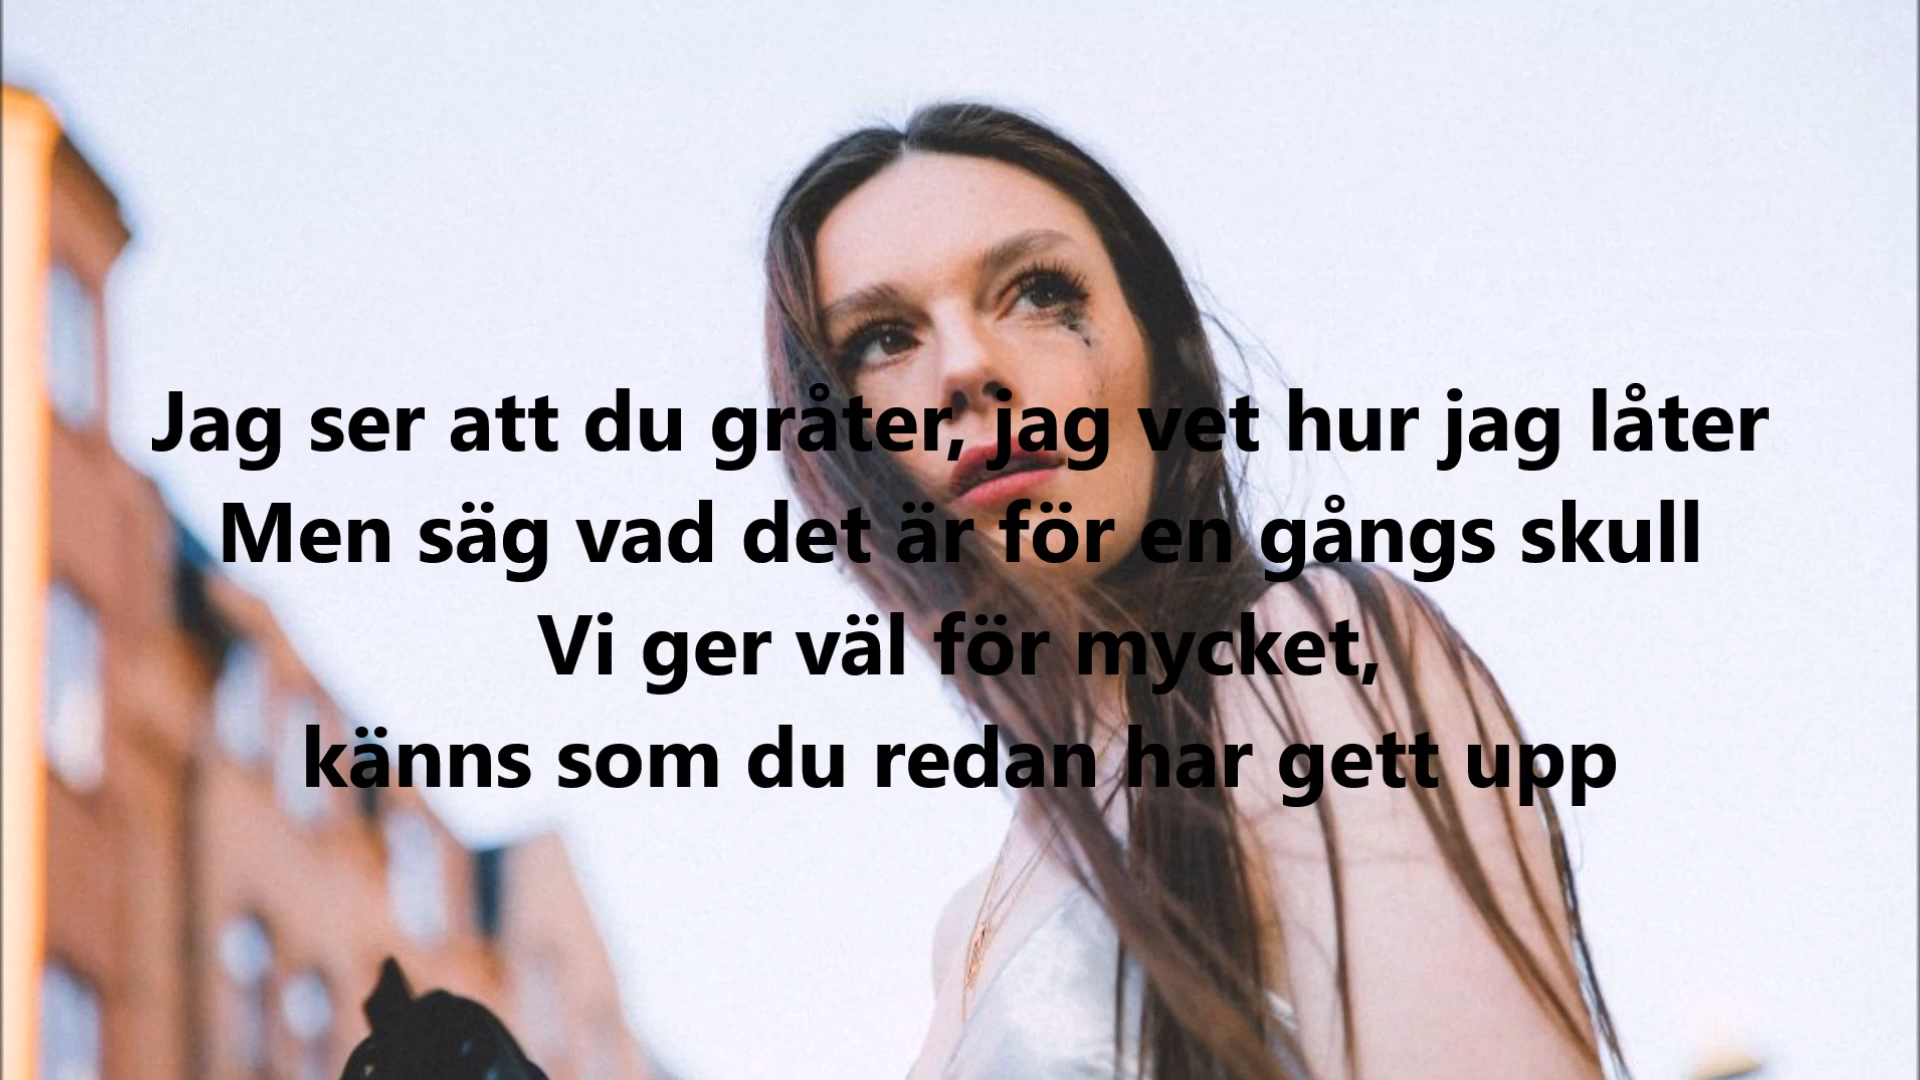 Jag ser att du gråter, jag vet hur jag låter
Men säg vad det är för en gångs skull
Vi ger väl för mycket,
känns som du redan har gett upp